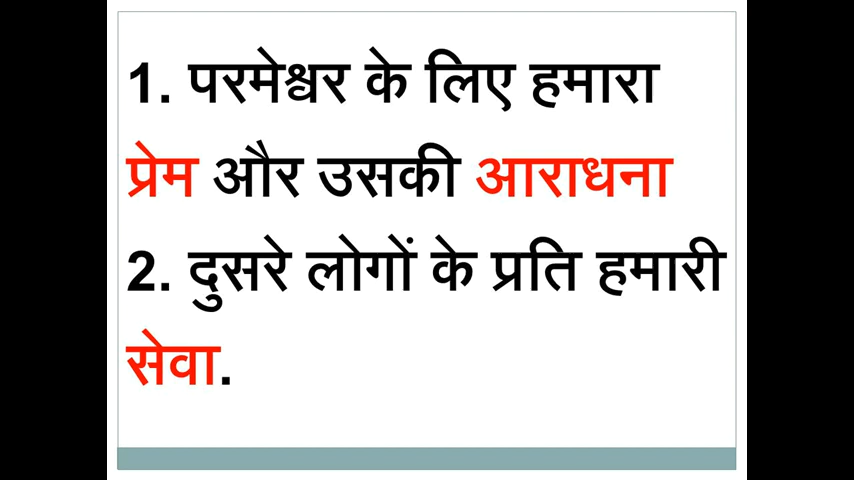 1. परमेश्वर के लिए हमारा
प्रेम और उसकी आराधना
2. दुसरे लोगों के प्रति हमारी
सेवा.